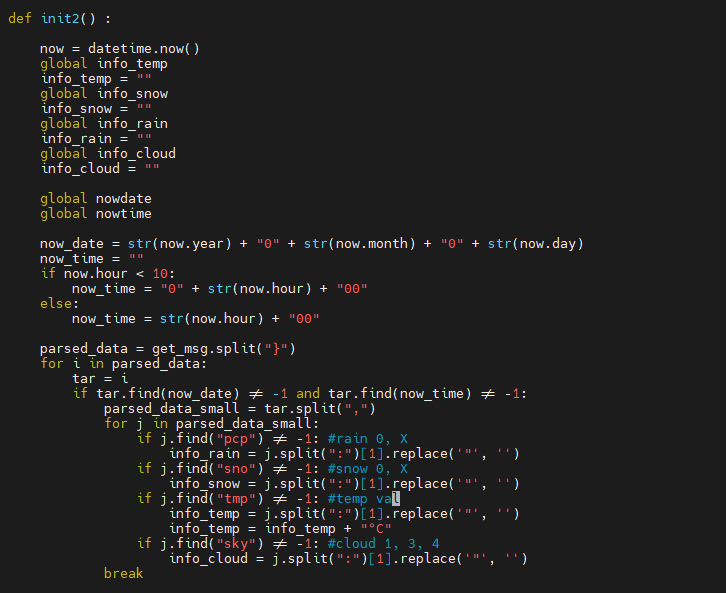 def init2() :
    now = datetime.now()
    global info_temp
    info_temp = ""
    global info_snow
    info_snow = ""
    global info_rain
    info_rain = ""
    global info_cloud
    info_cloud = ""
    global nowdate
    global nowtime
    now_date = str(now.year) + "0" + str(now.month) + "0" + str(now.day)
    now_time = ""
    if now.hour < 10:
        now_time = "0" + str(now.hour) + "00"
    else:
        now_time = str(now.hour) + "00"
    parsed_data = get_msg.split("}")
    for i in parsed_data:
        tar = i
        if tar.find(now_date) ≠ -1 and tar.find(now_time) ≠ -1:
            parsed_data_small = tar.split(",")
            for j in parsed_data_small:
                if j.find("pcp") ≠ -1: #rain 0, X
                    info_rain = j.split(":")[1].replace('"', '')
                if j.find("sno") ≠ -1: #snow 0, X
                    info_snow = j.split(":")[1].replace('"', '')
                if j.find("tmp") ≠ -1: #temp val
                    info_temp = j.split(":")[1].replace('"', '')
                    info_temp = info_temp + "°C"
                if j.find("sky") ≠ -1: #cloud 1, 3, 4
                    info_cloud = j.split(":")[1].replace('"', '')
            break